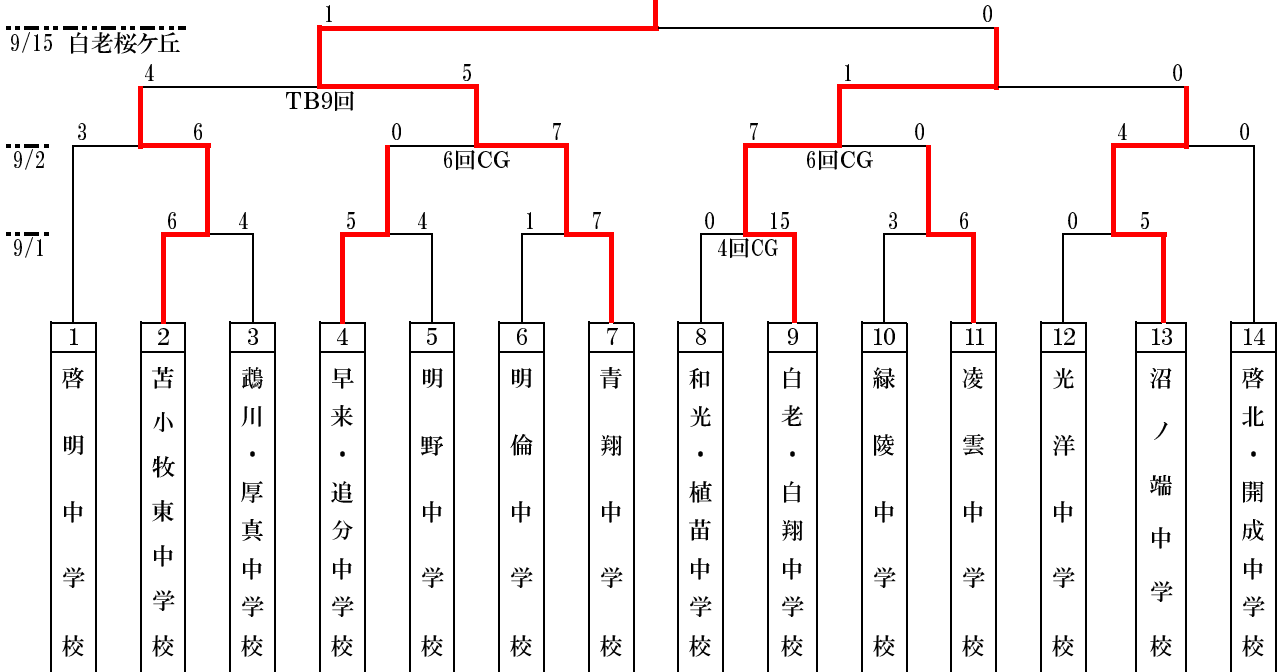 1 0
9/15 白老桜ケ丘
4 5 1 0
TB9回
3 6 0 7 7 0 4 0
9/2 6回CG 6回CG
6 4 5 4 1 7 0 15 3 6 0 5
9/1 4回CG
1 2 3 4 5 6 7 8 9 10 11 12 13 14
啓明中学校
苫小牧東中学校
鵡川・厚真中学校
早来・追分中学校
明野中学校
明倫中学校
青翔中学校
和光・植苗中学校
白老・白翔中学校
緑陵中学校
凌雲中学校
光洋中学校
沼ノ端中学校
啓北・開成中学校